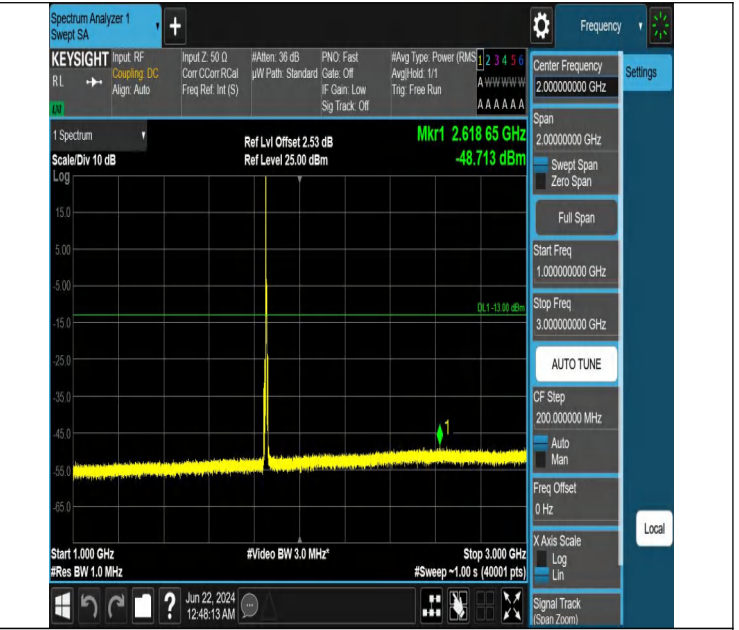 Spectrum Analyzer 1
Swept SA
+
Frequency
KEYSIGHT
RL
Input: RF
Coupling: DC
Align: Auto
Input Z: 50 Ω
Corr CCorr RCal
Freq Ref: Int (S)
#Atten: 36 dB
µW Path: Standard
PNO: Fast
Gate: Off
IF Gain: Low
Sig Track: Off
#Avg Type: Power (RMS
Avg|Hold: 1/1
Trig: Free Run
1 2 3 4 5 6
A W W W W W
A A A A A A
1 Spectrum
Scale/Div 10 dB
Ref Lvl Offset 2.53 dB
Ref Level 25.00 dBm
Mkr1 2.618 65 GHz
-48.713 dBm
Log
15.0
5.00
-5.00
-15.0
-25.0
-35.0
-45.0
-55.0
-65.0
DL1 -13.00 dBm
1
Start 1.000 GHz
#Res BW 1.0 MHz
#Video BW 3.0 MHz*
Stop 3.000 GHz
#Sweep ~1.00 s (40001 pts)
Center Frequency
2.000000000 GHz
Settings
Span
2.00000000 GHz
Swept Span
Zero Span
Full Span
Start Freq
1.000000000 GHz
Stop Freq
3.000000000 GHz
AUTO TUNE
CF Step
200.000000 MHz
Auto
Man
Freq Offset
0 Hz
X Axis Scale
Log
Lin
Local
Signal Track
(Span Zoom)
?
Jun 22, 2024
12:48:13 AM